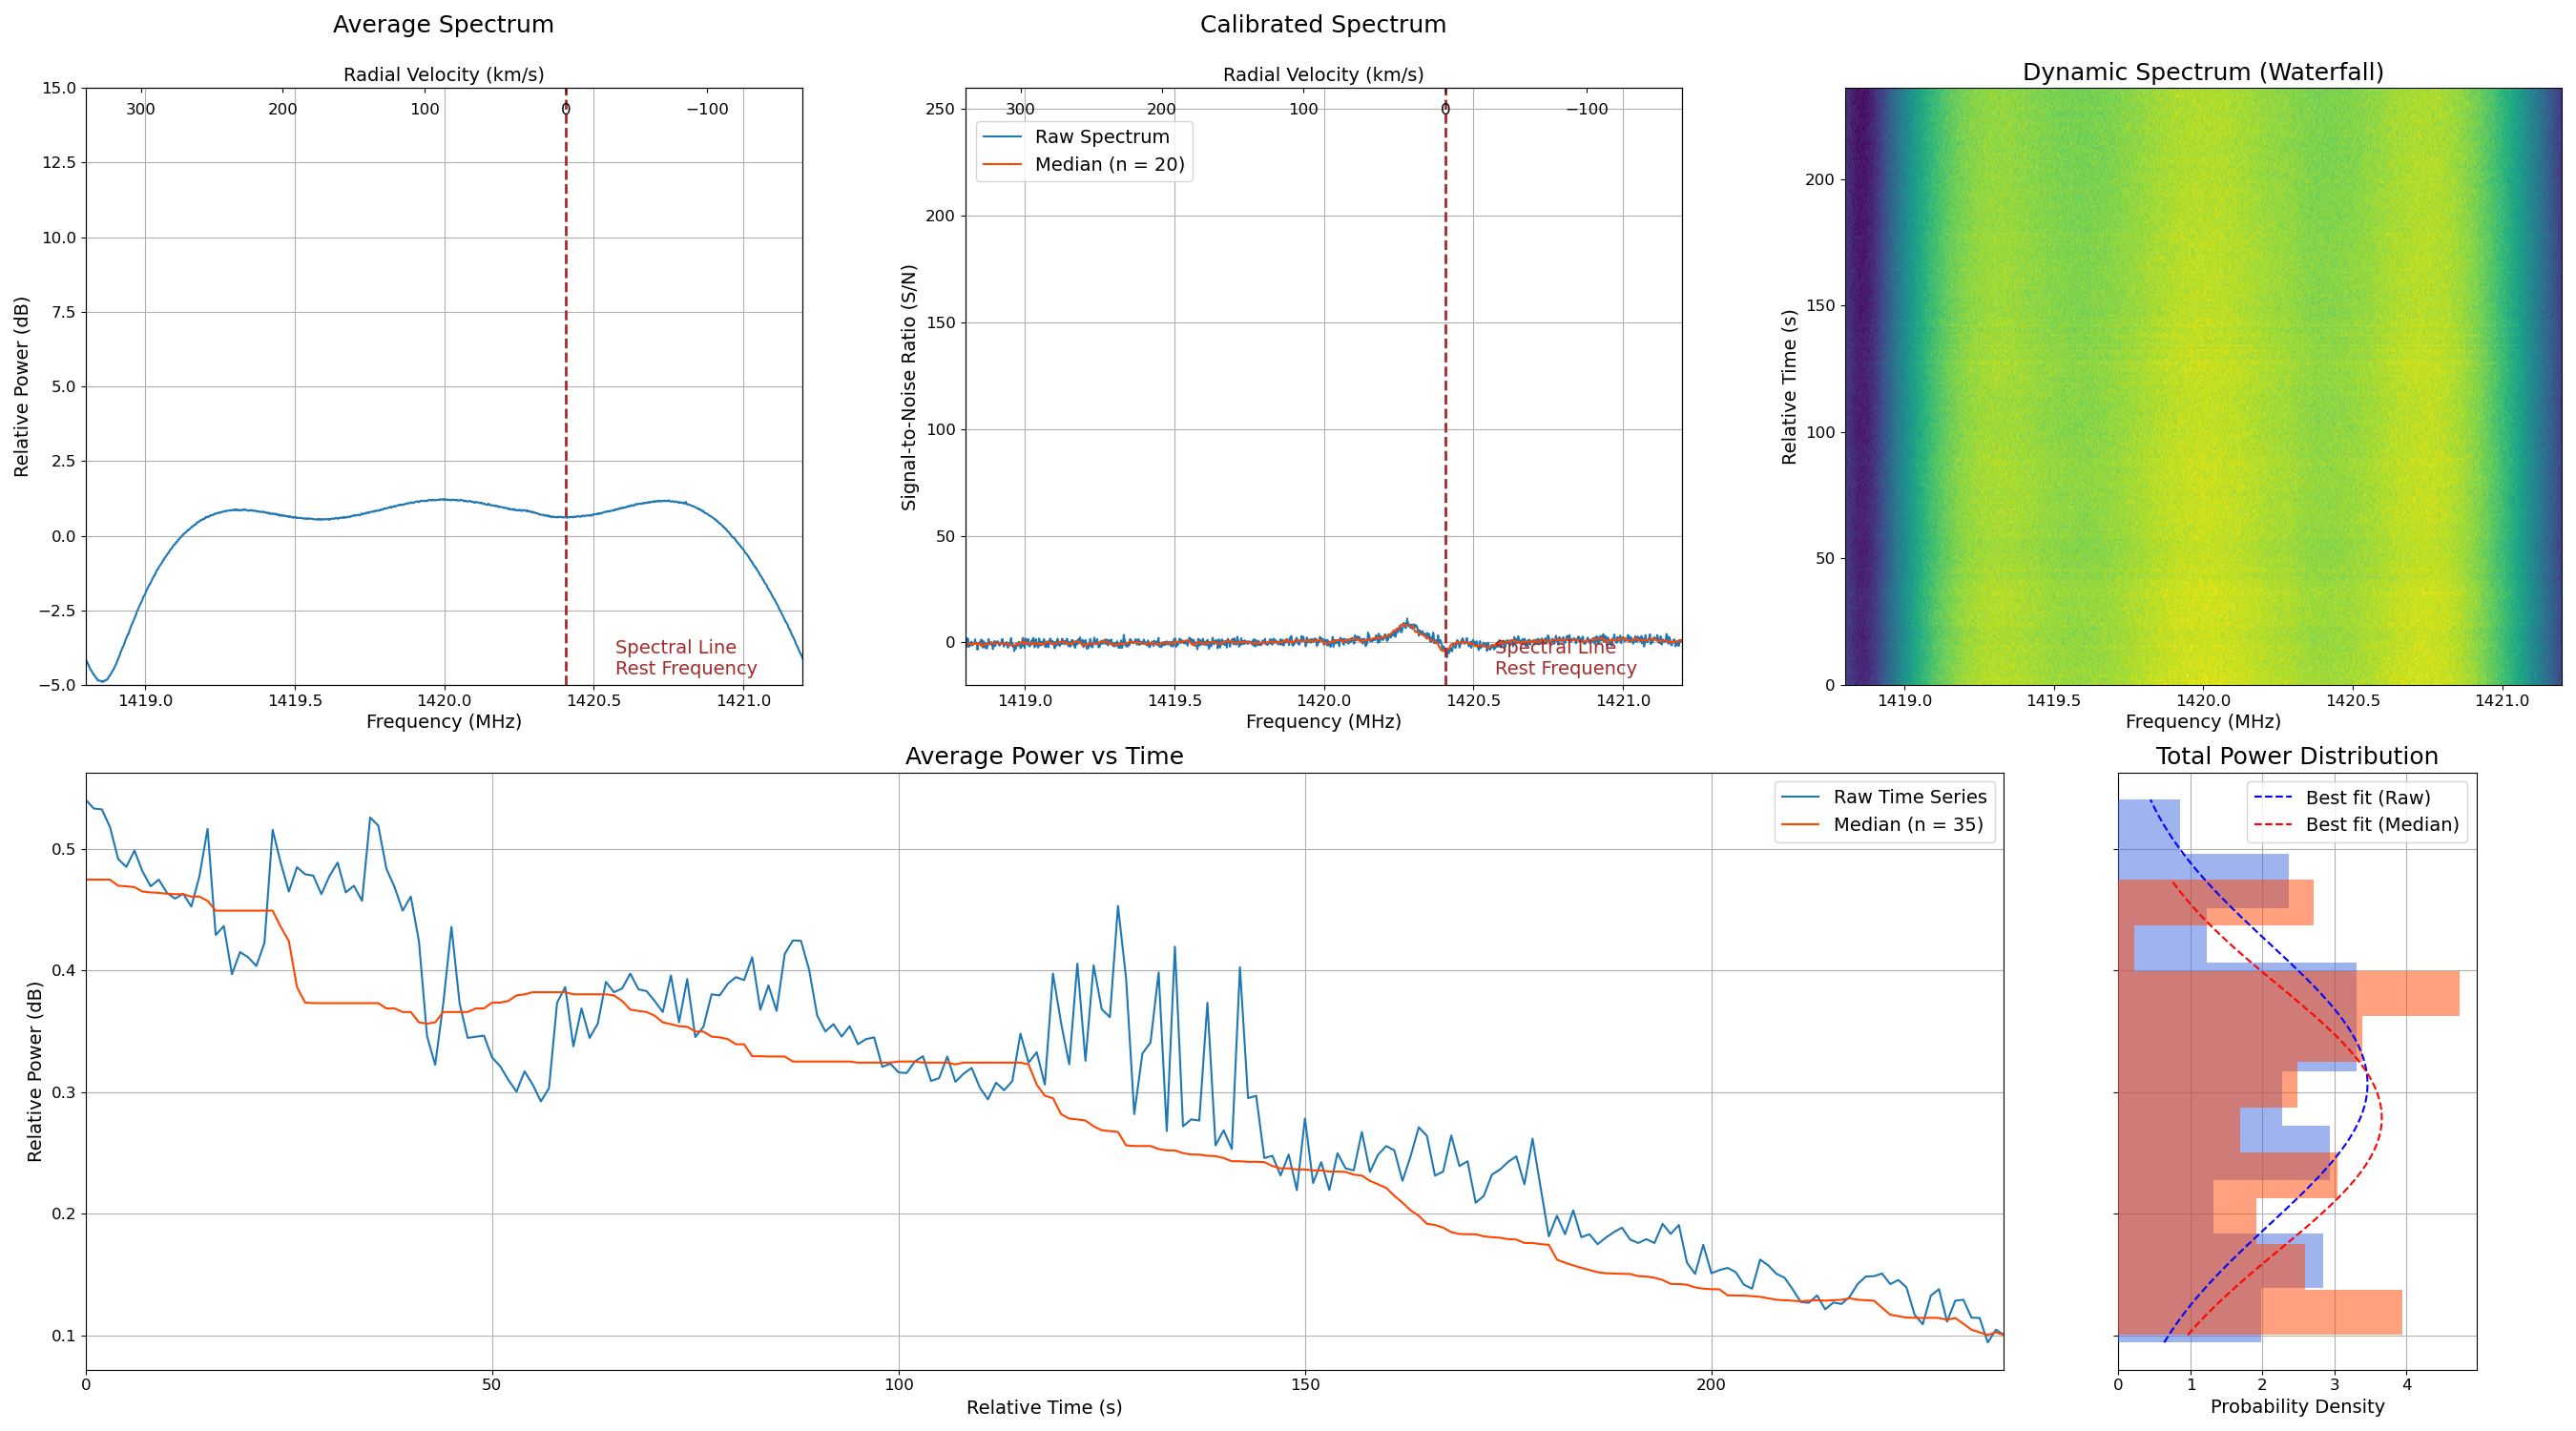 Average Spectrum
Radial Velocity (km/s)
300 200 100 0 −100
15.0
12.5
10.0
7.5
5.0
2.5
0.0
−2.5
−5.0
Relative Power (dB)
Spectral Line
Rest Frequency
1419.0 1419.5 1420.0 1420.5 1421.0
Frequency (MHz)
Calibrated Spectrum
Radial Velocity (km/s)
300 200 100 0 −100
Raw Spectrum
Median (n = 20)
250
200
150
100
50
0
Signal-to-Noise Ratio (S/N)
Spectral Line
Rest Frequency
1419.0 1419.5 1420.0 1420.5 1421.0
Frequency (MHz)
Dynamic Spectrum (Waterfall)
200
150
100
50
0
Relative Time (s)
1419.0 1419.5 1420.0 1420.5 1421.0
Frequency (MHz)
Average Power vs Time
Raw Time Series
Median (n = 35)
0.5
0.4
0.3
0.2
0.1
Relative Power (dB)
0 50 100 150 200
Relative Time (s)
Total Power Distribution
Best fit (Raw)
Best fit (Median)
0 1 2 3 4
Probability Density